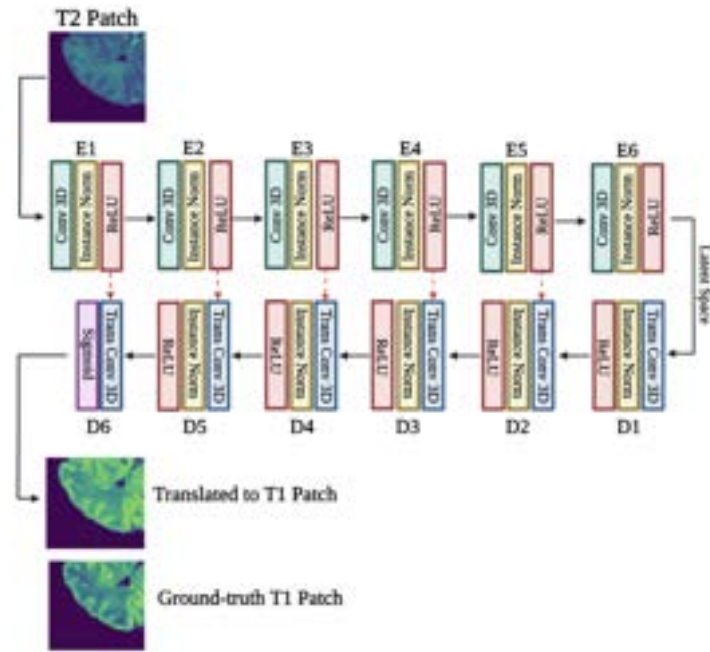 T2 Patch
E1 E2 E3 E4 E5 E6
Conv 3D Instance Norm ReLU Conv 3D Instance Norm ReLU Conv 3D Instance Norm ReLU Conv 3D Instance Norm ReLU Conv 3D Instance Norm ReLU Conv 3D Instance Norm ReLU
Latent Space
Sigmoid Trans Conv 3D ReLU Instance Norm Trans Conv 3D ReLU Instance Norm Trans Conv 3D ReLU Instance Norm Trans Conv 3D ReLU Instance Norm Trans Conv 3D ReLU Instance Norm Trans Conv 3D
D6 D5 D4 D3 D2 D1
Translated to T1 Patch
Ground-truth T1 Patch